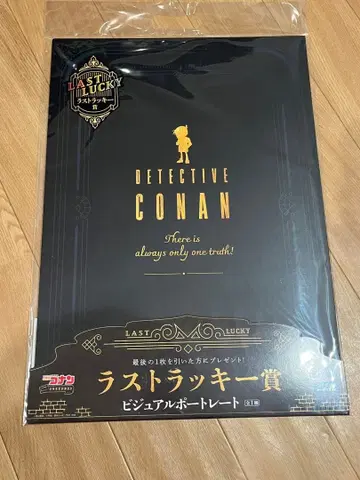 LAST
LUCKY
ラストラッキー
賞
DETECTIVE
CONAN
There is
always only one truth!
LAST LUCKY
最後の1枚を引いた方にプレゼント!
コナン
ラストラッキー賞
ビジュアルポートレート 全1種